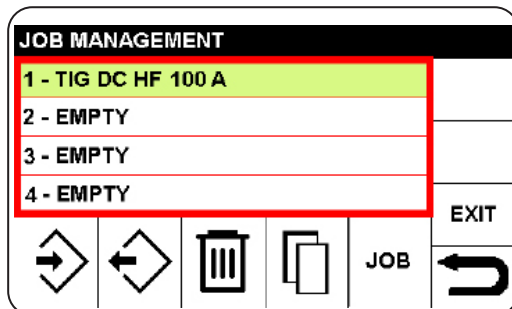 JOB MANAGEMENT
1 - TIG DC HF 100 A
2 - EMPTY
3 - EMPTY
4 - EMPTY
EXIT
JOB